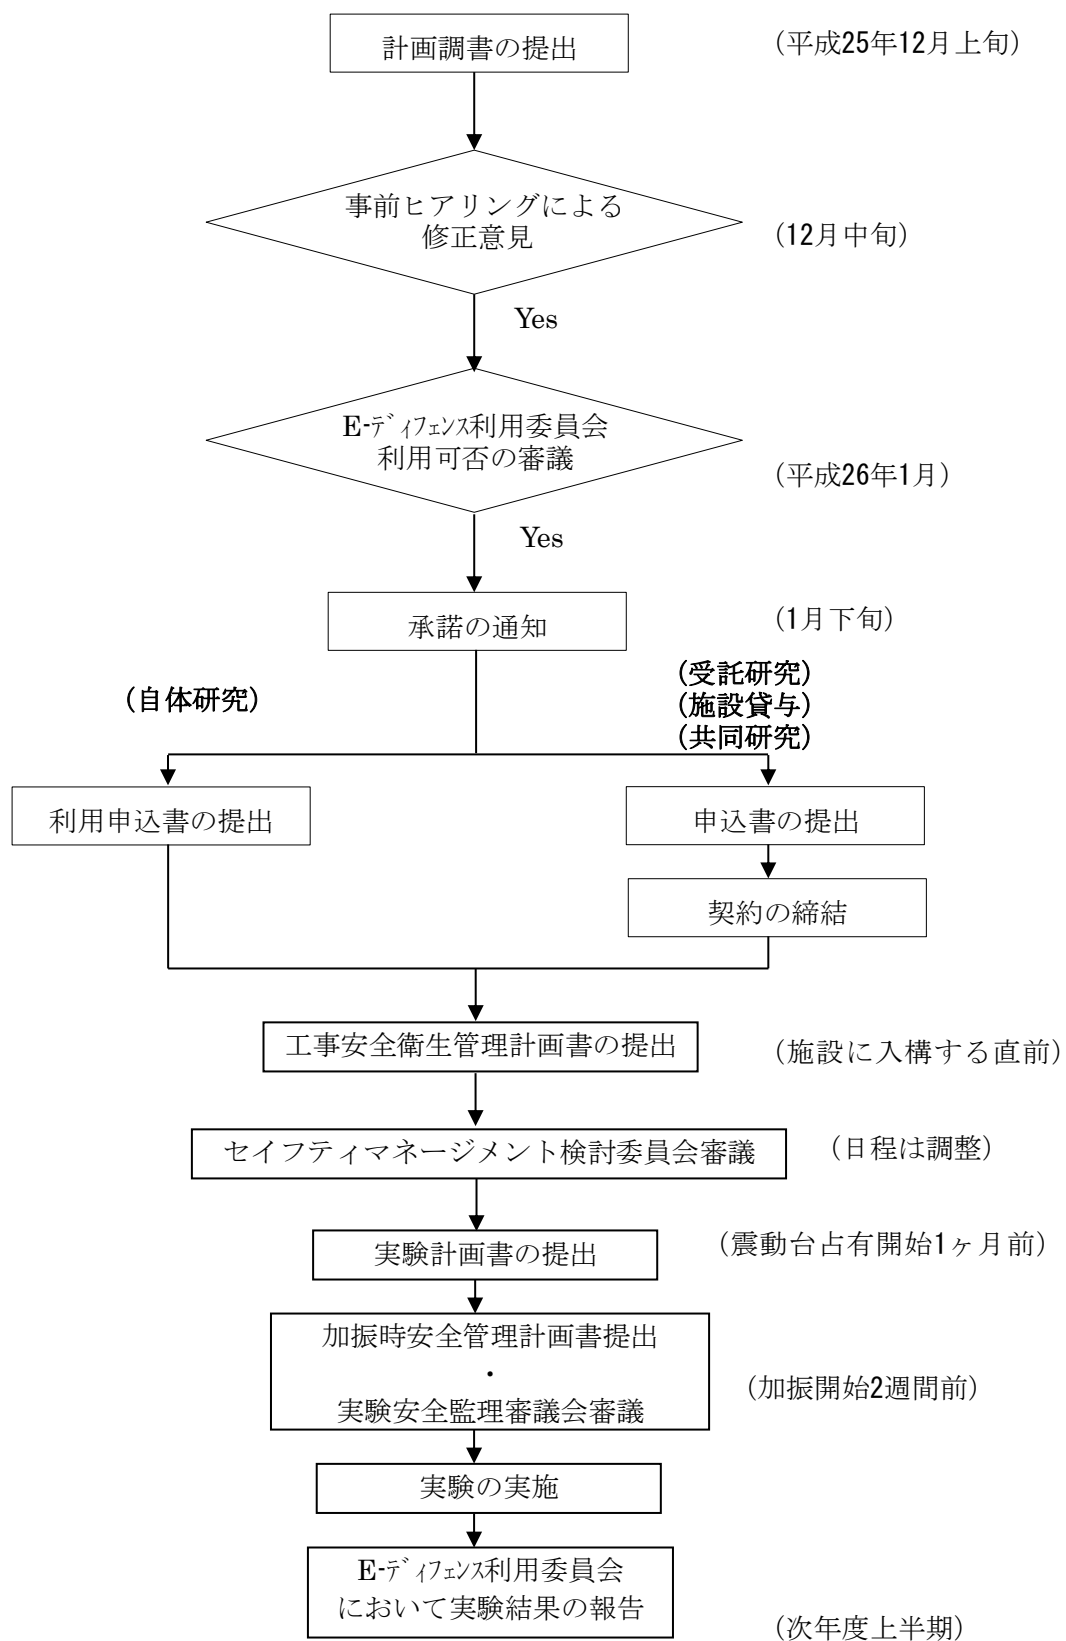 計画調書の提出
(平成25年12月上旬)
事前ヒアリングによる
修正意見
(12月中旬)
Yes
E-ディフェンス利用委員会
利用可否の審議
(平成26年1月)
Yes
承諾の通知
(1月下旬)
(自体研究)
(受託研究)
(施設貸与)
(共同研究)
利用申込書の提出
申込書の提出
契約の締結
工事安全衛生管理計画書の提出
(施設に入構する直前)
セイフティマネージメント検討委員会審議
(日程は調整)
実験計画書の提出
(震動台占有開始1ヶ月前)
加振時安全管理計画書提出
・
実験安全監理審議会審議
(加振開始2週間前)
実験の実施
E-ディフェンス利用委員会
において実験結果の報告
(次年度上半期)